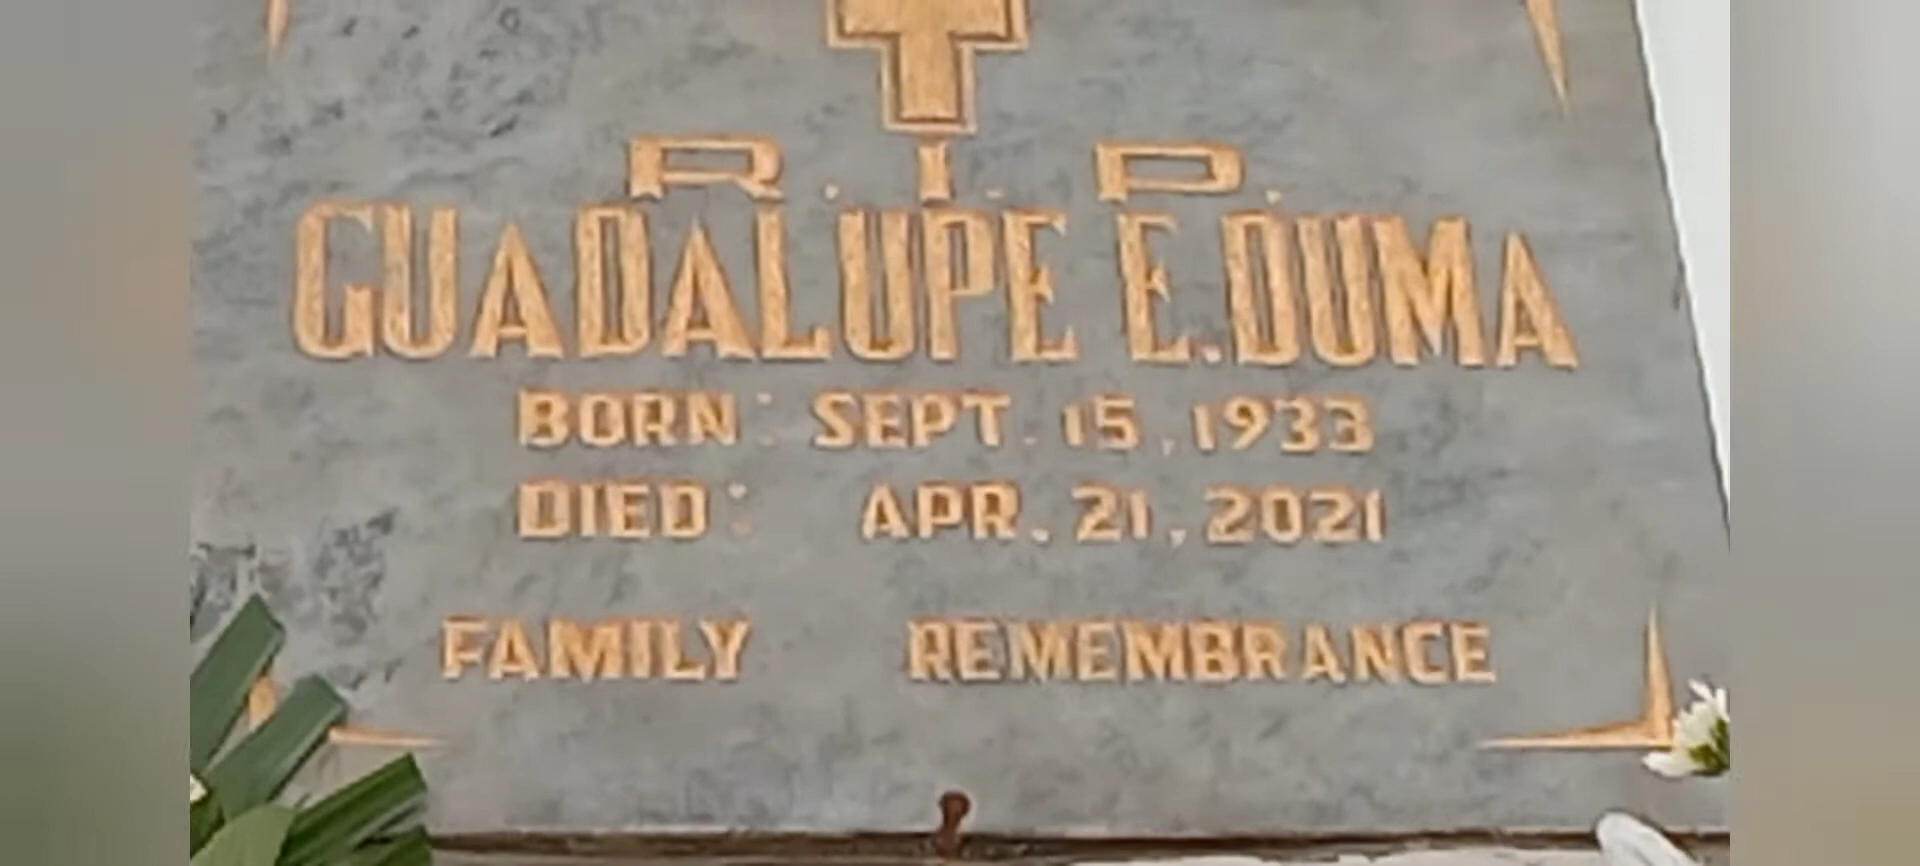 R. I. P.
GUADALUPE E. DUMA
BORN: SEPT. 15, 1933
DIED: APR. 21, 2021
FAMILY REMEMBRANCE